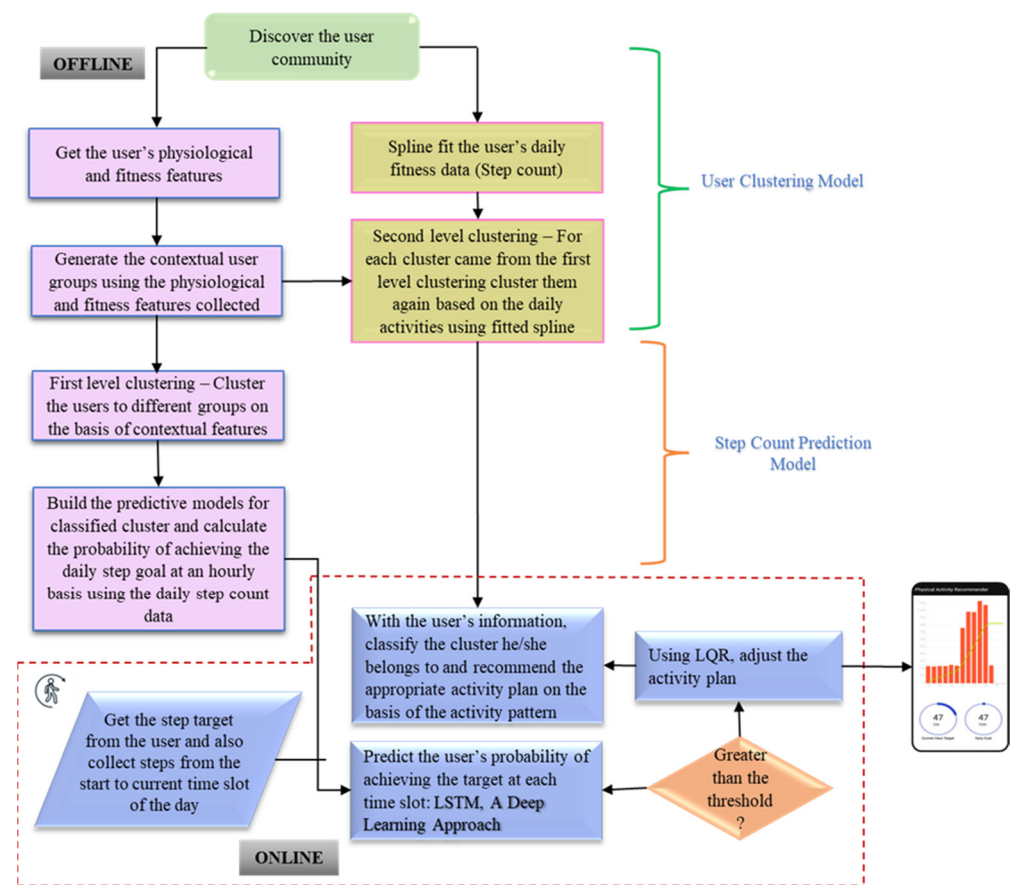 Discover the user
community
OFFLINE
Get the user's physiological
and fitness features
Spline fit the user's daily
fitness data (Step count)
User Clustering Model
Generate the contextual user
groups using the physiological
and fitness features collected
Second level clustering – For
each cluster came from the first
level clustering cluster them
again based on the daily
activities using fitted spline
First level clustering – Cluster
the users to different groups on
the basis of contextual features
Step Count Prediction
Model
Build the predictive models for
classified cluster and calculate
the probability of achieving the
daily step goal at an hourly
basis using the daily step count
data
With the user's information,
classify the cluster he/she
belongs to and recommend the
appropriate activity plan on the
basis of the activity pattern
Using LQR, adjust the
activity plan
Physical Activity Recommender
47
47
Get the step target
from the user and also
collect steps from the
start to current time slot
of the day
Predict the user's probability of
achieving the target at each
time slot: LSTM, A Deep
Learning Approach
Greater
than the
threshold
?
ONLINE